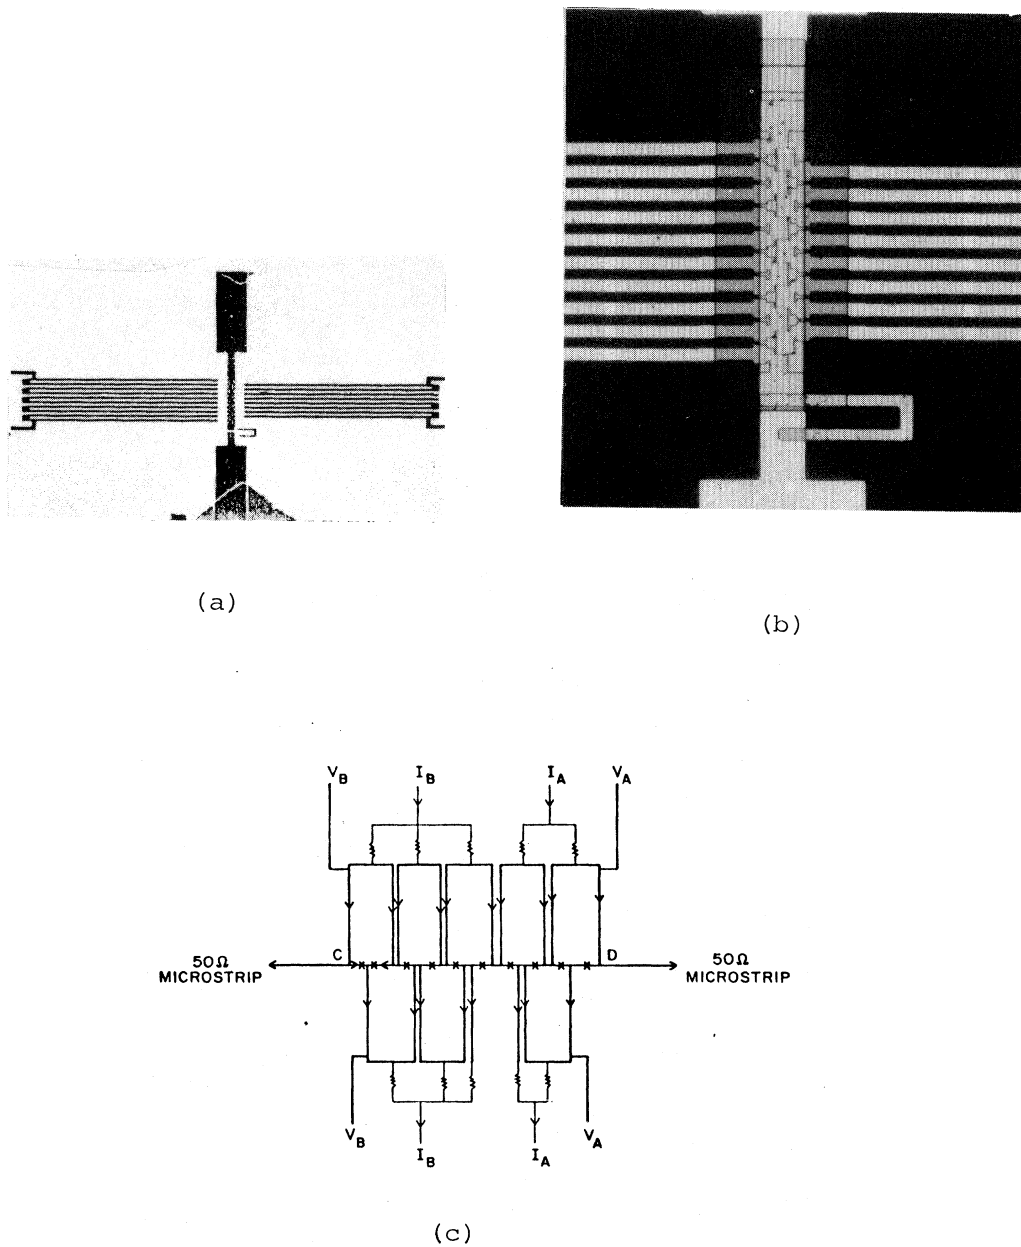 (a)
(b)
V_B I_B I_A V_A
C D
50Ω
MICROSTRIP
50Ω
MICROSTRIP
V_B I_B I_A V_A
(c)